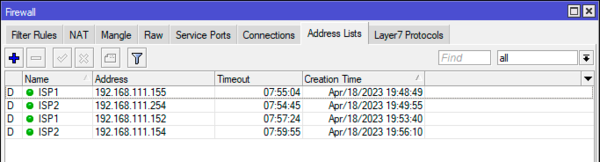 Firewall
Filter Rules NAT Mangle Raw Service Ports Connections Address Lists Layer7 Protocols
Find all
Name Address Timeout Creation Time
D ISP1 192.168.111.155 07:55:04 Apr/18/2023 19:48:49
D ISP2 192.168.111.254 07:54:45 Apr/18/2023 19:49:55
D ISP1 192.168.111.152 07:57:24 Apr/18/2023 19:53:40
D ISP2 192.168.111.154 07:59:55 Apr/18/2023 19:56:10